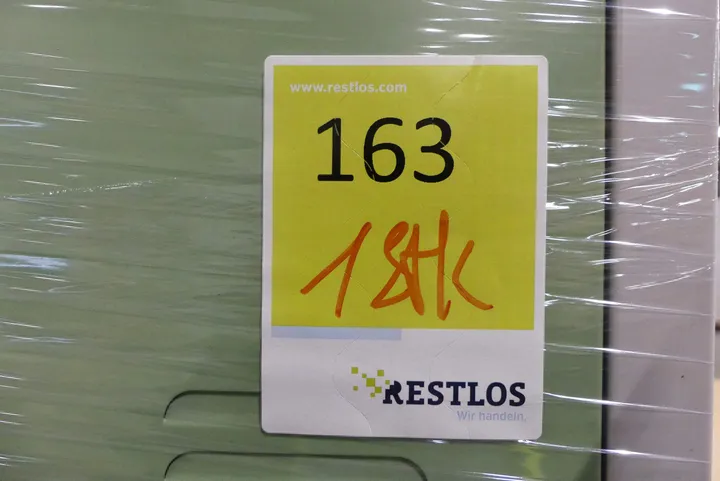 www.restlos.com
163
1 Stk
RESTLOS
Wir handeln.